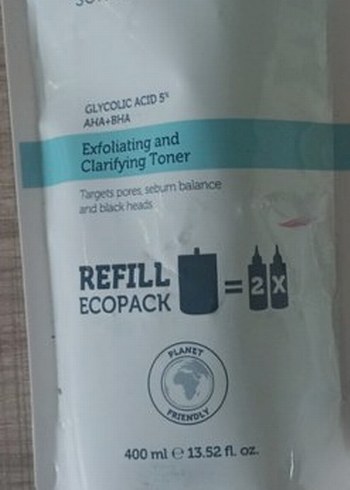 GLYCOLIC ACID 5%
AHA+BHA
Exfoliating and
Clarifying Toner
Targets pores, sebum balance
and black heads
REFILL
ECOPACK
= 2 X
PLANET
FRIENDLY
400 ml ℮ 13.52 fl. oz.